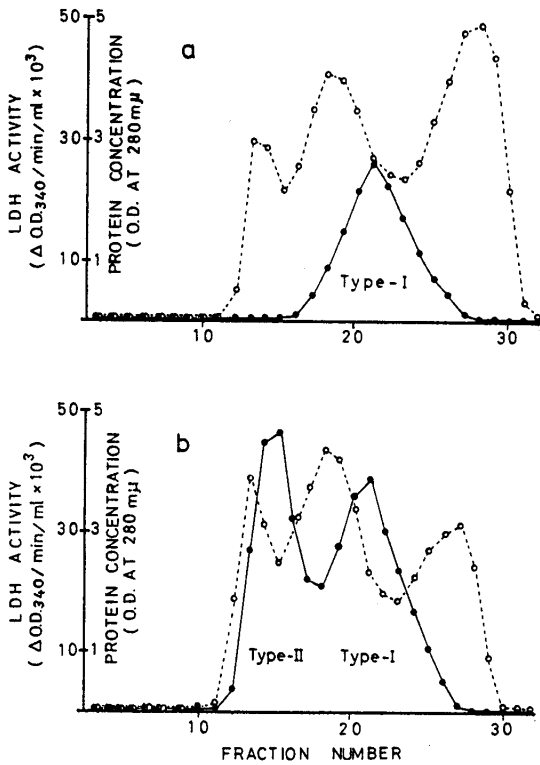 a
LDH ACTIVITY
( Δ O.D.340/min/ml × 10³ )
PROTEIN CONCENTRATION
( O.D. AT 280 mμ )
50 5
30 3
10 1
Type-I
10 20 30
b
LDH ACTIVITY
( ΔO.D.340/min/ml × 10³ )
PROTEIN CONCENTRATION
( O.D. AT 280 mμ )
50 5
30 3
10 1
Type-II Type-I
10 20 30
FRACTION NUMBER